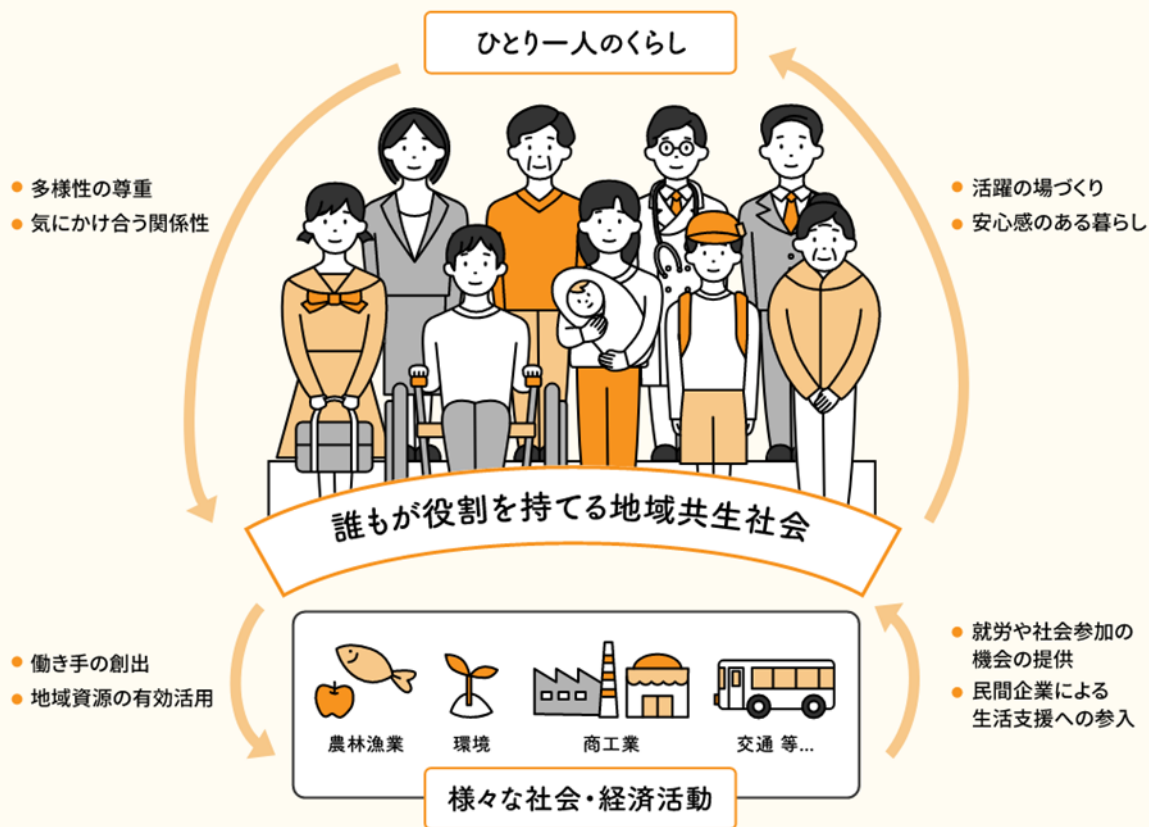 ひとり一人のくらし
● 多様性の尊重
● 気にかけ合う関係性
● 活躍の場づくり
● 安心感のある暮らし
誰もが役割を持てる地域共生社会
● 働き手の創出
● 地域資源の有効活用
● 就労や社会参加の
機会の提供
● 民間企業による
生活支援への参入
農林漁業
環境
商工業
交通 等...
様々な社会・経済活動